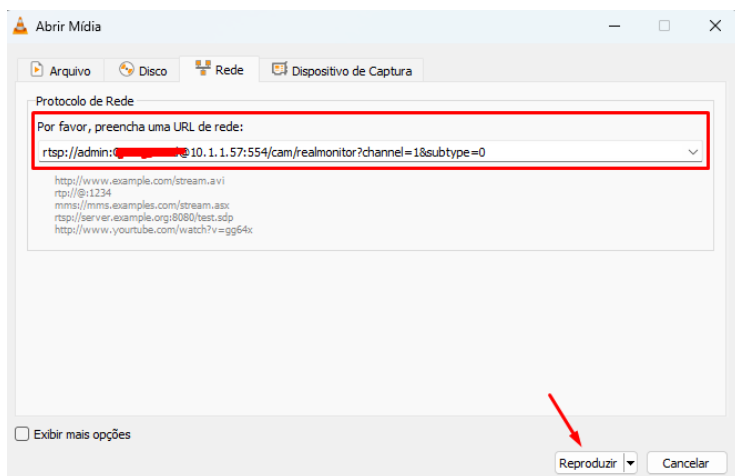 Abrir Mídia
Arquivo Disco Rede Dispositivo de Captura
Protocolo de Rede
Por favor, preencha uma URL de rede:
rtsp://admin: @10.1.1.57:554/cam/realmonitor?channel=1&subtype=0
http://www.example.com/stream.avi
rtp://@:1234
mms://mms.examples.com/stream.asx
rtsp://server.example.org:8080/test.sdp
http://www.yourtube.com/watch?v=gg64x
Exibir mais opções
Reproduzir Cancelar